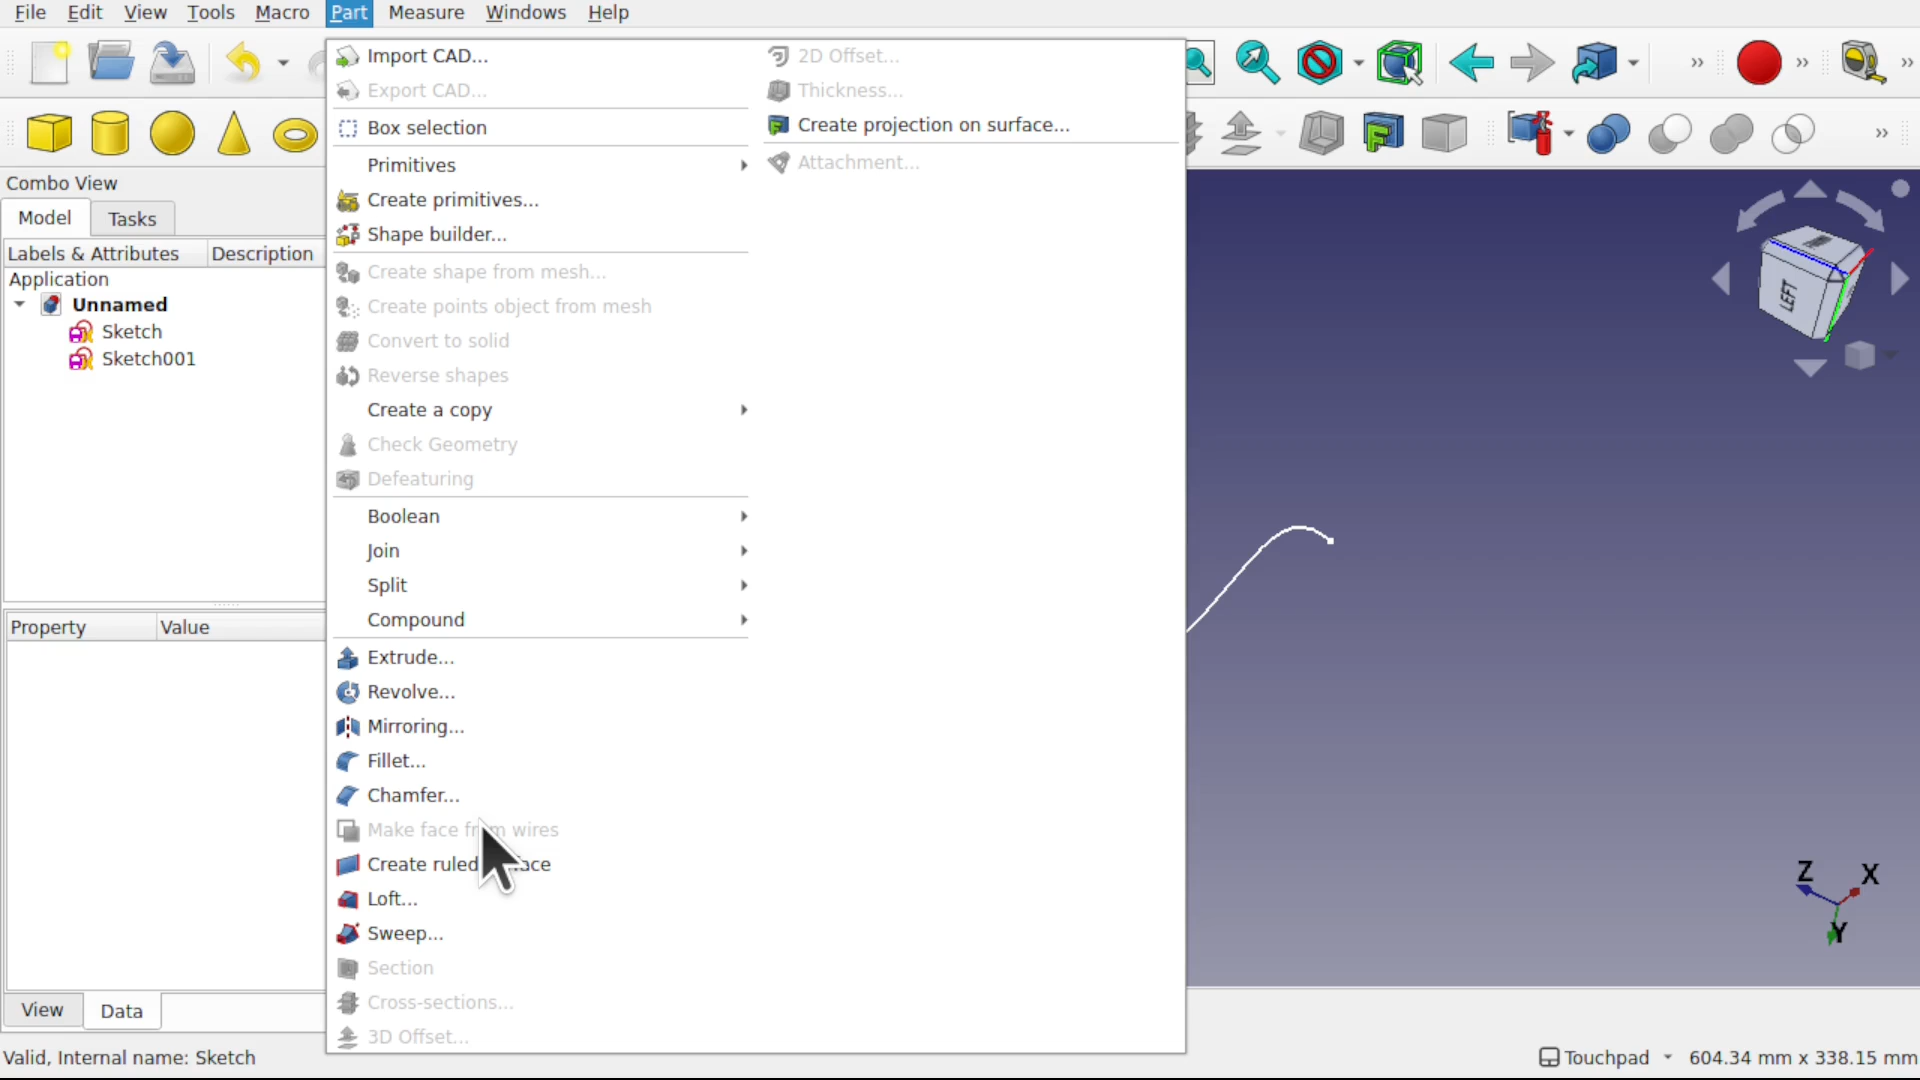 File Edit View Tools Macro Part Measure Windows Help
Import CAD...
Export CAD...
Box selection
Primitives
Create primitives...
Shape builder...
Create shape from mesh...
Create points object from mesh
Convert to solid
Reverse shapes
Create a copy
Check Geometry
Defeaturing
Boolean
Join
Split
Compound
Extrude...
Revolve...
Mirroring...
Fillet...
Chamfer...
Make face from wires
Create ruled
Loft...
Sweep...
Section
Cross-sections...
3D Offset...
2D Offset...
Thickness...
Create projection on surface...
Attachment...
Combo View
Model Tasks
Labels & Attributes Description
Application
Unnamed
Sketch
Sketch001
Property Value
View Data
LEFT
Z X
Y
Valid, Internal name: Sketch
Touchpad 604.34 mm x 338.15 mm